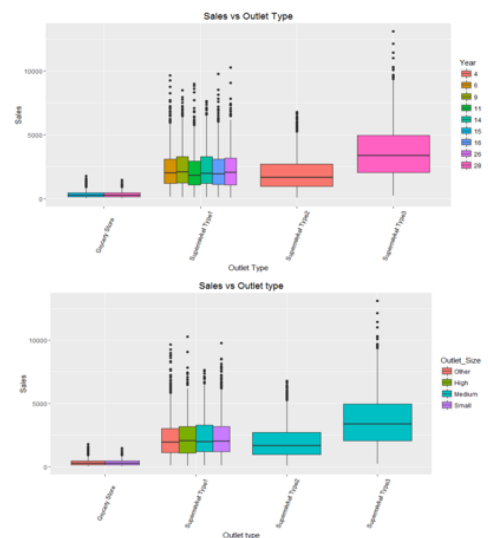 Sales vs Outlet Type
10000
5000
0
Sales
Grocery Store
Supermarket Type1
Supermarket Type2
Supermarket Type3
Outlet Type
Year
4
6
9
11
14
15
16
26
28
Sales vs Outlet type
10000
5000
0
Sales
Grocery Store
Supermarket Type1
Supermarket Type2
Supermarket Type3
Outlet type
Outlet_Size
Other
High
Medium
Small